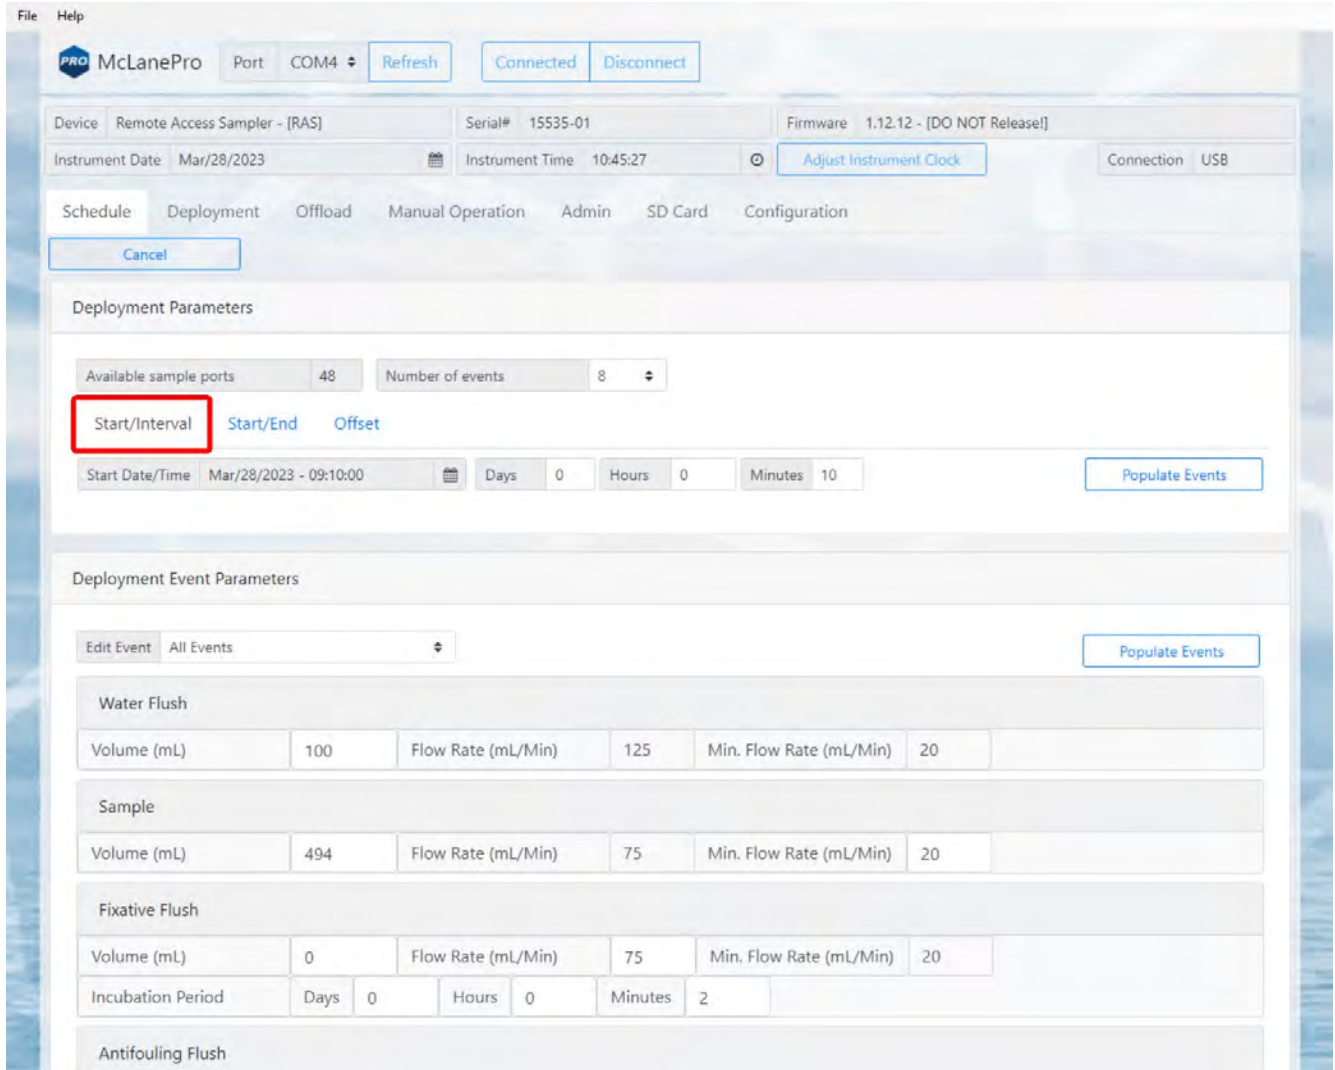 File Help
PRO McLanePro Port COM4 Refresh Connected Disconnect
Device Remote Access Sampler - [RAS] Serial# 15535-01 Firmware 1.12.12 - [DO NOT Release!]
Instrument Date Mar/28/2023 Instrument Time 10:45:27 Adjust Instrument Clock Connection USB
Schedule Deployment Offload Manual Operation Admin SD Card Configuration
Cancel
Deployment Parameters
Available sample ports 48 Number of events 8
Start/Interval Start/End Offset
Start Date/Time Mar/28/2023 - 09:10:00 Days 0 Hours 0 Minutes 10 Populate Events
Deployment Event Parameters
Edit Event All Events Populate Events
Water Flush
Volume (mL) 100 Flow Rate (mL/Min) 125 Min. Flow Rate (mL/Min) 20
Sample
Volume (mL) 494 Flow Rate (mL/Min) 75 Min. Flow Rate (mL/Min) 20
Fixative Flush
Volume (mL) 0 Flow Rate (mL/Min) 75 Min. Flow Rate (mL/Min) 20
Incubation Period Days 0 Hours 0 Minutes 2
Antifouling Flush